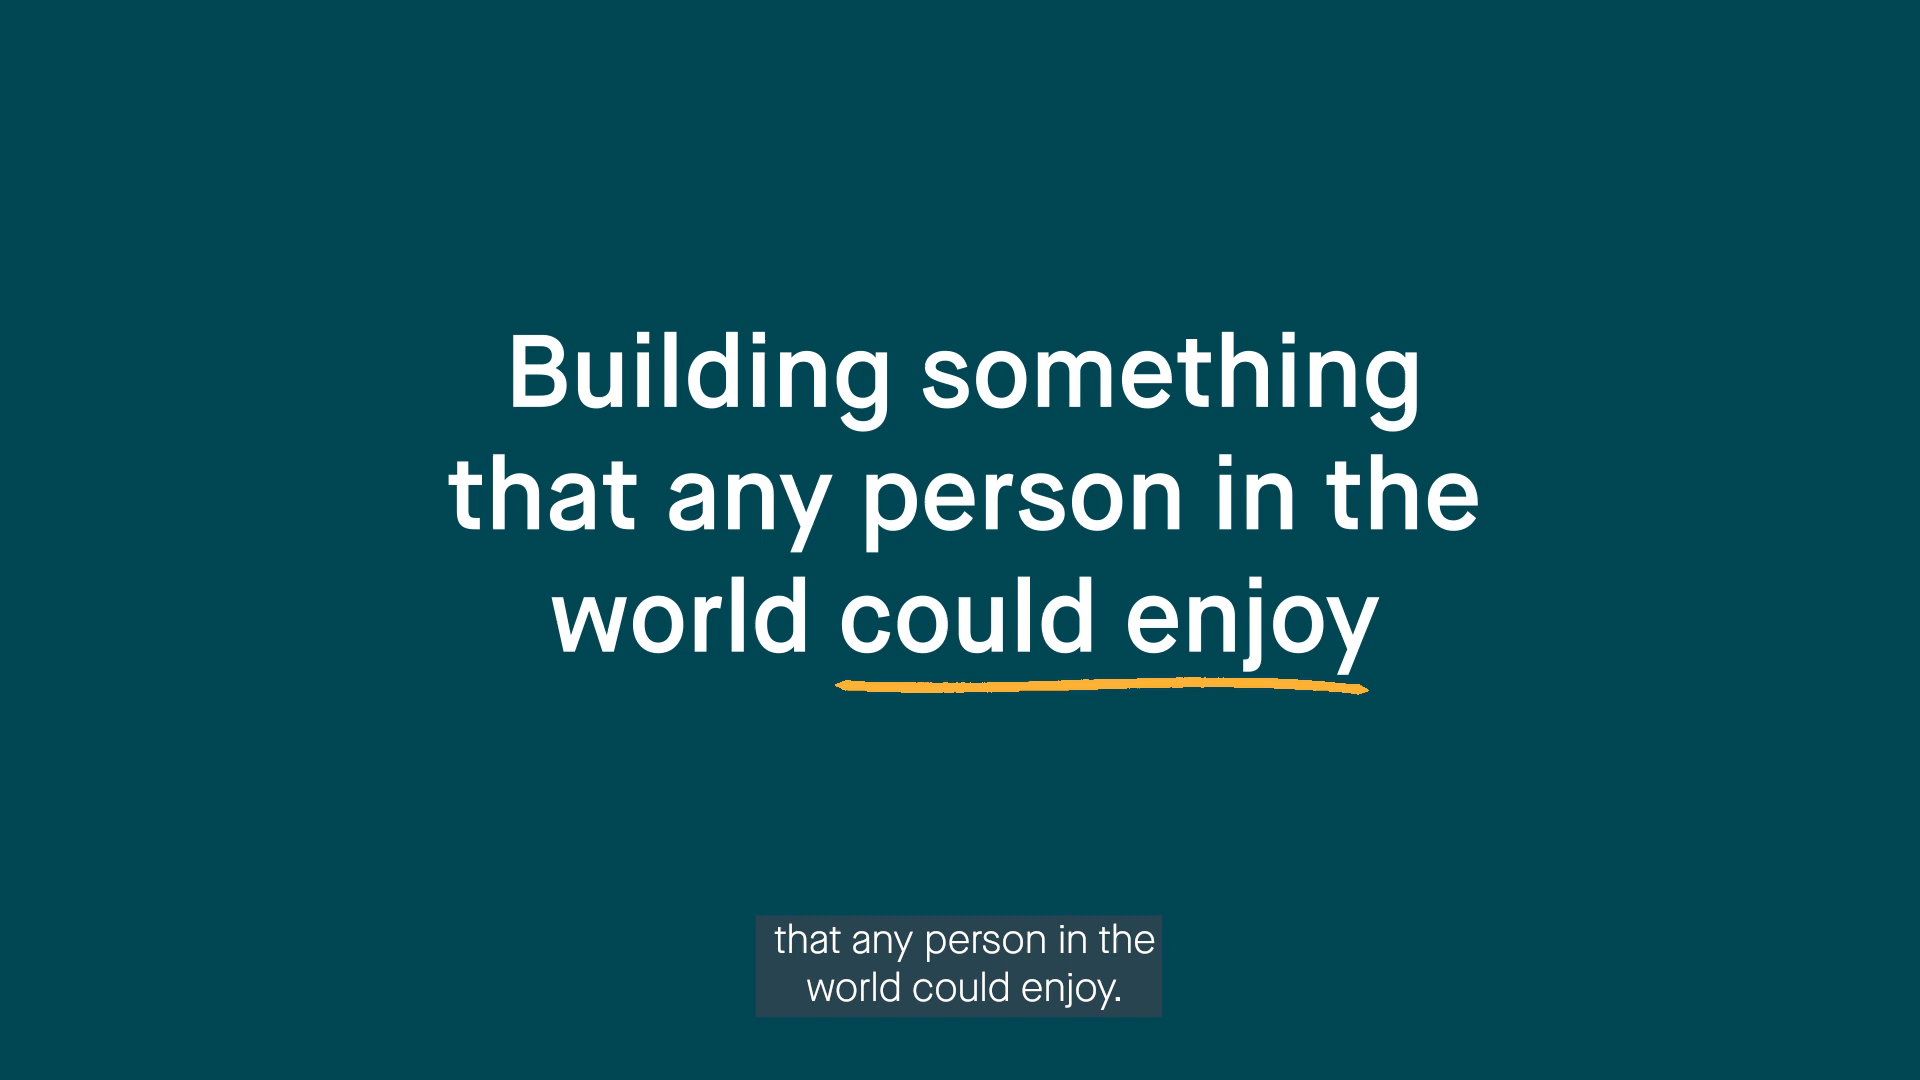 Building something
that any person in the
world could enjoy
that any person in the
world could enjoy.